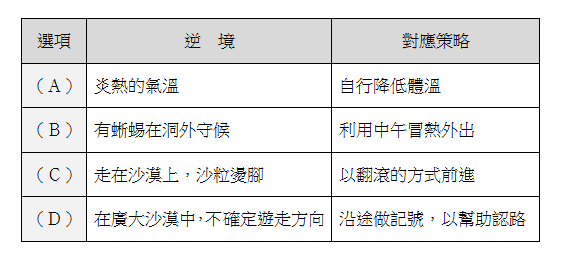 選項 逆 境 對應策略
(A) 炎熱的氣溫 自行降低體溫
(B) 有蜥蜴在洞外守候 利用中午冒熱外出
(C) 走在沙漠上，沙粒燙腳 以翻滾的方式前進
(D) 在廣大沙漠中，不確定遊走方向 沿途做記號，以幫助認路